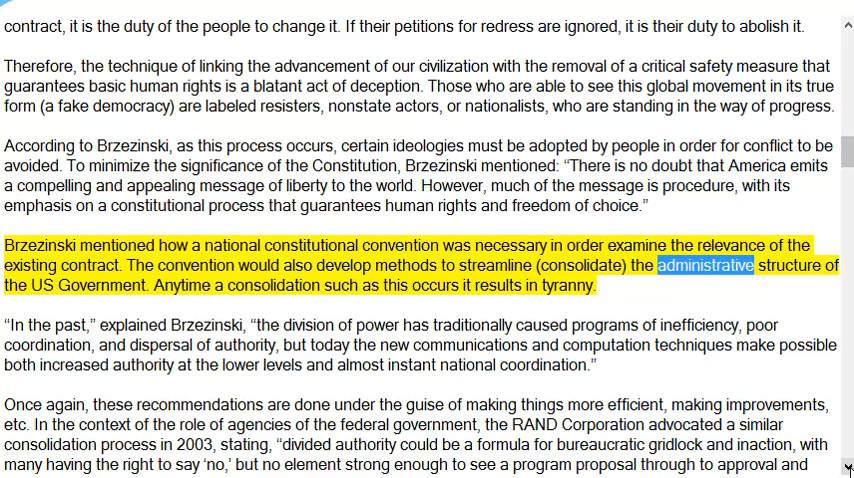 contract, it is the duty of the people to change it. If their petitions for redress are ignored, it is their duty to abolish it.
Therefore, the technique of linking the advancement of our civilization with the removal of a critical safety measure that
guarantees basic human rights is a blatant act of deception. Those who are able to see this global movement in its true
form (a fake democracy) are labeled resisters, nonstate actors, or nationalists, who are standing in the way of progress.
According to Brzezinski, as this process occurs, certain ideologies must be adopted by people in order for conflict to be
avoided. To minimize the significance of the Constitution, Brzezinski mentioned: “There is no doubt that America emits
a compelling and appealing message of liberty to the world. However, much of the message is procedure, with its
emphasis on a constitutional process that guarantees human rights and freedom of choice.”
Brzezinski mentioned how a national constitutional convention was necessary in order examine the relevance of the
existing contract. The convention would also develop methods to streamline (consolidate) the administrative structure of
the US Government. Anytime a consolidation such as this occurs it results in tyranny.
“In the past,” explained Brzezinski, “the division of power has traditionally caused programs of inefficiency, poor
coordination, and dispersal of authority, but today the new communications and computation techniques make possible
both increased authority at the lower levels and almost instant national coordination.”
Once again, these recommendations are done under the guise of making things more efficient, making improvements,
etc. In the context of the role of agencies of the federal government, the RAND Corporation advocated a similar
consolidation process in 2003, stating, “divided authority could be a formula for bureaucratic gridlock and inaction, with
many having the right to say ‘no,’ but no element strong enough to see a program proposal through to approval and